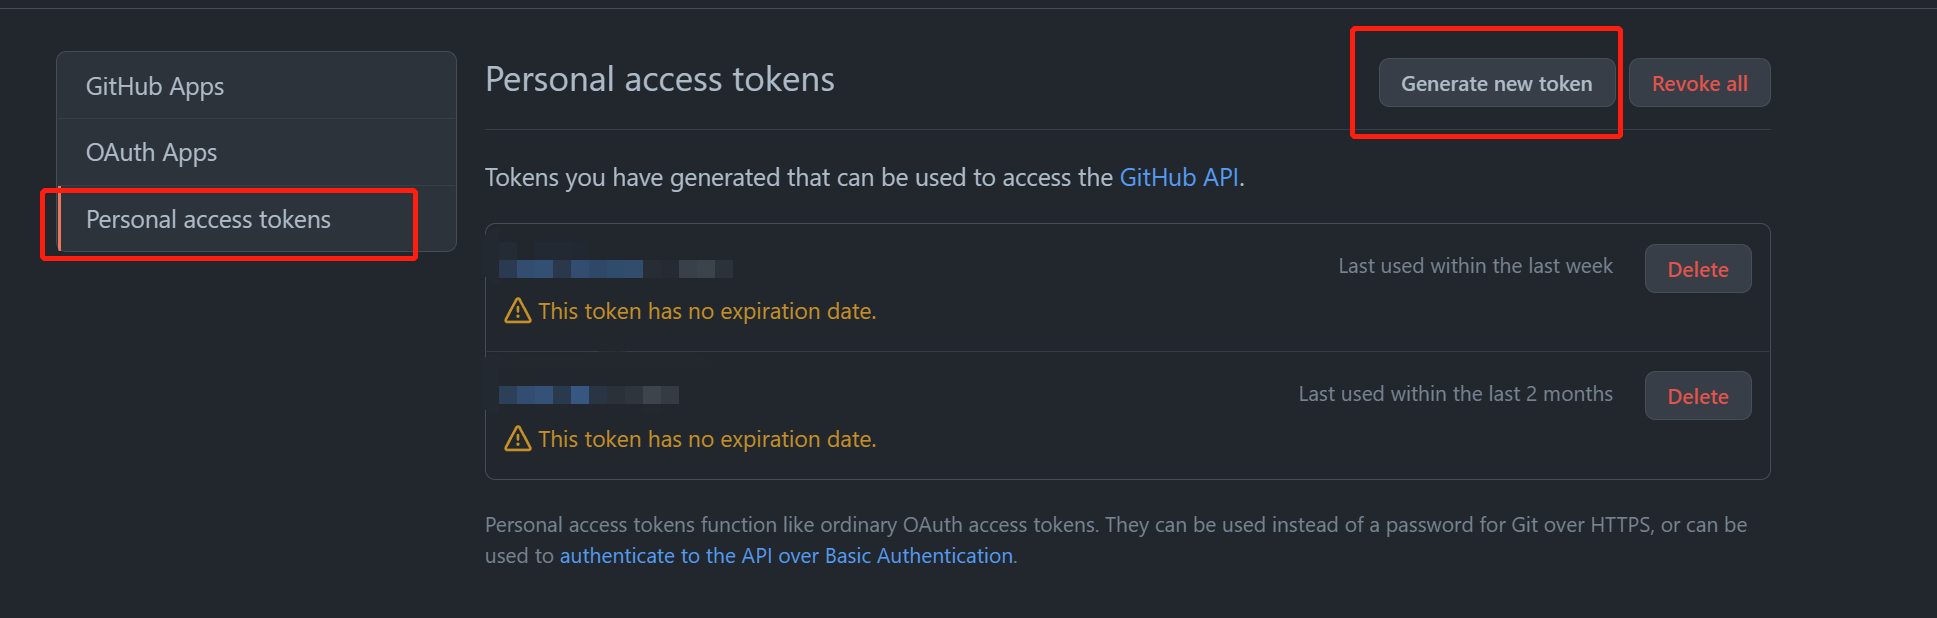 GitHub Apps
OAuth Apps
Personal access tokens
Personal access tokens
Generate new token
Revoke all
Tokens you have generated that can be used to access the GitHub API.
Last used within the last week
Delete
This token has no expiration date.
Last used within the last 2 months
Delete
This token has no expiration date.
Personal access tokens function like ordinary OAuth access tokens. They can be used instead of a password for Git over HTTPS, or can be
used to authenticate to the API over Basic Authentication.